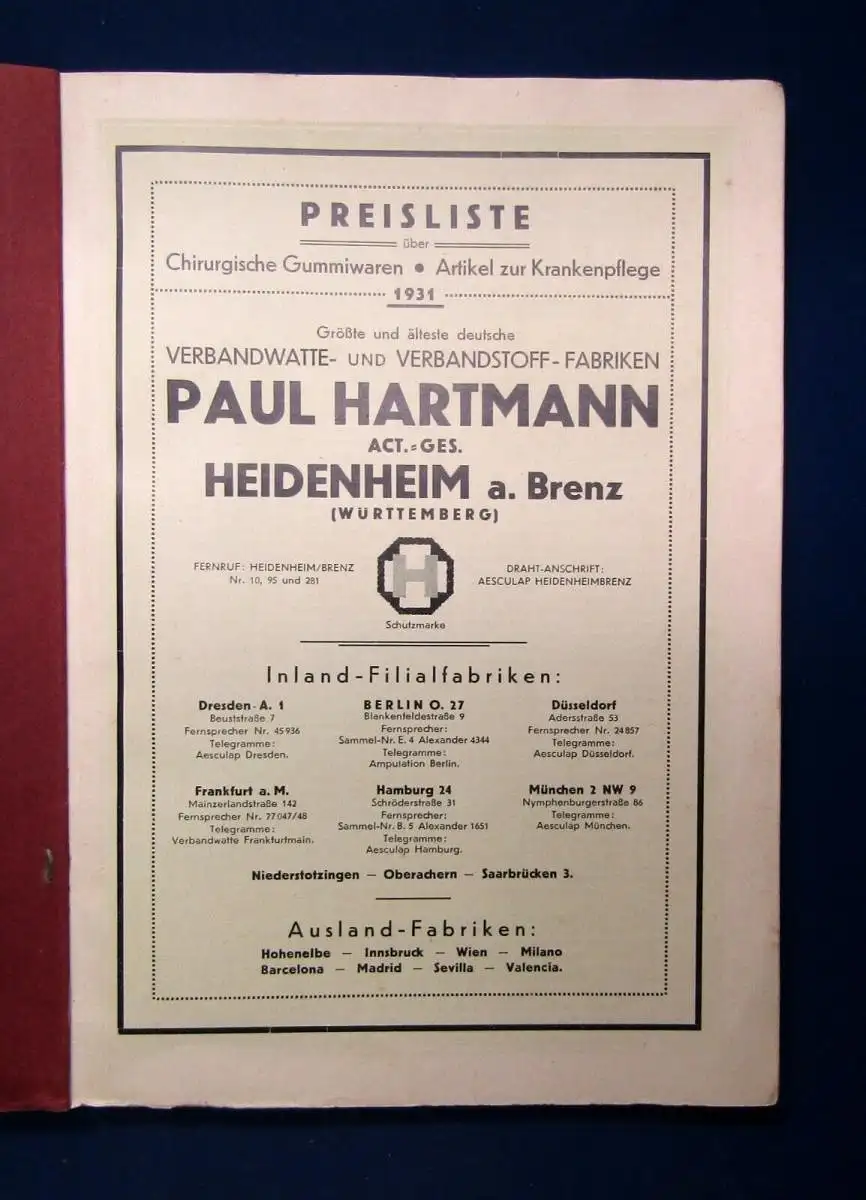 PREISLISTE
über
Chirurgische Gummiwaren • Artikel zur Krankenpflege
1931
Größte und älteste deutsche
VERBANDWATTE- UND VERBANDSTOFF-FABRIKEN
PAUL HARTMANN
ACT.=GES.
HEIDENHEIM a. Brenz
(WÜRTTEMBERG)
FERNRUF: HEIDENHEIM/BRENZ
Nr. 10, 95 und 281
H
Schutzmarke
DRAHT-ANSCHRIFT:
AESCULAP HEIDENHEIMBRENZ
Inland-Filialfabriken:
Dresden-A. 1
Beuststraße 7
Fernsprecher Nr. 45936
Telegramme:
Aesculap Dresden.
BERLIN O. 27
Blankenfeldestraße 9
Fernsprecher:
Sammel-Nr. E. 4 Alexander 4344
Telegramme:
Amputation Berlin.
Düsseldorf
Adersstraße 53
Fernsprecher Nr. 24857
Telegramme:
Aesculap Düsseldorf.
Frankfurt a. M.
Mainzerlandstraße 142
Fernsprecher Nr. 77047/48
Telegramme:
Verbandwatte Frankfurtmain.
Hamburg 24
Schröderstraße 31
Fernsprecher:
Sammel-Nr. B. 5 Alexander 1651
Telegramme:
Aesculap Hamburg.
München 2 NW 9
Nymphenburgerstraße 86
Telegramme:
Aesculap München.
Niederstotzingen — Oberachern — Saarbrücken 3.
Ausland-Fabriken:
Hohenelbe — Innsbruck — Wien — Milano
Barcelona — Madrid — Sevilla — Valencia.